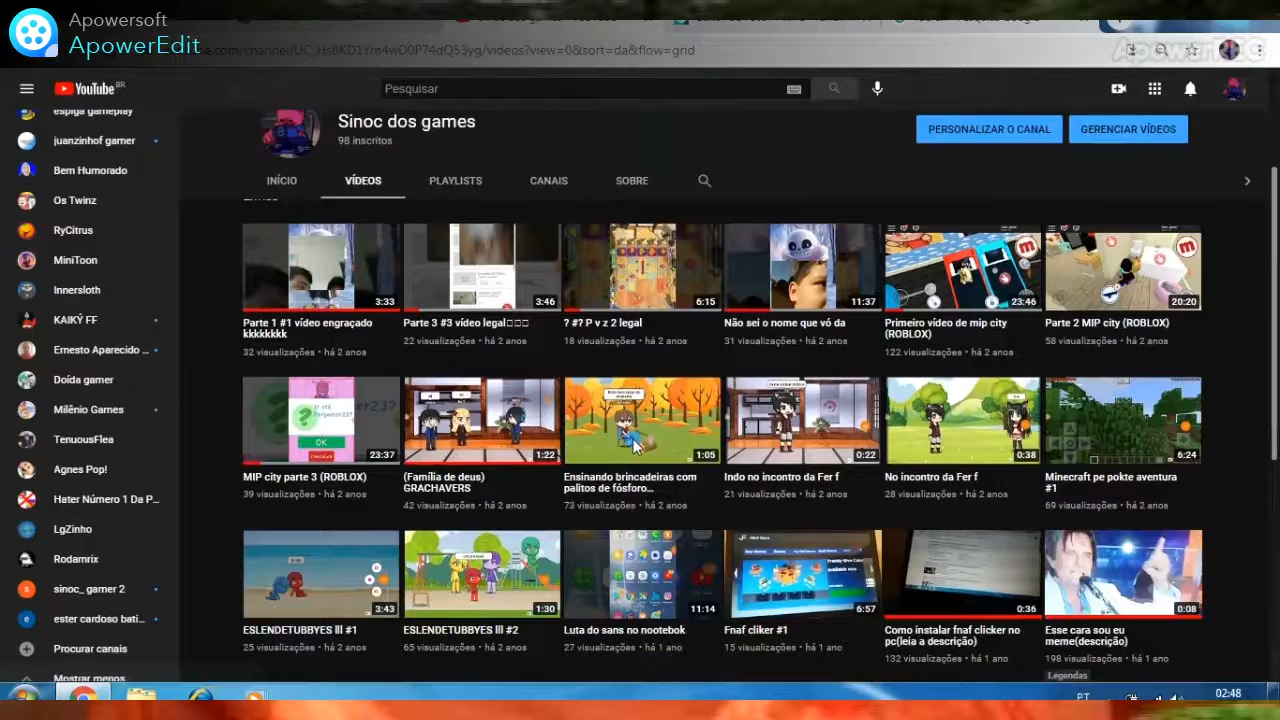 Apowersoft
ApowerEdit
.com/channel/UC_Hs8KD1Ym4wD0P74dQ53yg/videos?view=0&sort=da&flow=grid
YouTube BR
Pesquisar
espiga gameplay
Sinoc dos games
98 inscritos
PERSONALIZAR O CANAL
GERENCIAR VÍDEOS
juanzinhof gamer
Bem Humorado
INÍCIO
VÍDEOS
PLAYLISTS
CANAIS
SOBRE
Os Twinz
RyCitrus
MiniToon
Innersloth
KAIKÝ FF
Ernesto Aparecido ...
Doída gamer
Milênio Games
TenuousFlea
Agnes Pop!
Hater Número 1 Da P...
LgZinho
Rodamrix
sinoc_ gamer 2
ester cardoso bati...
Procurar canais
Mostrar menos
3:33
3:46
6:15
11:37
23:46
20:20
Parte 1 #1 vídeo engraçado kkkkkkkk
32 visualizações • há 2 anos
Parte 3 #3 vídeo legal□□□
22 visualizações • há 2 anos
? #? P v z 2 legal
18 visualizações • há 2 anos
Não sei o nome que vó da
31 visualizações • há 2 anos
Primeiro vídeo de mip city (ROBLOX)
122 visualizações • há 2 anos
Parte 2 MIP city (ROBLOX)
58 visualizações • há 2 anos
OK
23:37
1:22
1:05
0:22
0:38
6:24
MIP city parte 3 (ROBLOX)
39 visualizações • há 2 anos
(Família de deus) GRACHAVERS
42 visualizações • há 2 anos
Ensinando brincadeiras com palitos de fósforo...
73 visualizações • há 2 anos
Indo no incontro da Fer f
21 visualizações • há 2 anos
No incontro da Fer f
28 visualizações • há 2 anos
Minecraft pe pokte aventura #1
69 visualizações • há 2 anos
3:43
1:30
11:14
6:57
0:36
0:08
ESLENDETUBBYES lll #1
25 visualizações • há 2 anos
ESLENDETUBBYES lll #2
65 visualizações • há 2 anos
Luta do sans no nootebok
27 visualizações • há 1 ano
Fnaf cliker #1
15 visualizações • há 1 ano
Como instalar fnaf clicker no pc(leia a descrição)
132 visualizações • há 1 ano
Esse cara sou eu meme(descrição)
198 visualizações • há 1 ano
Legendas
PT
02:48